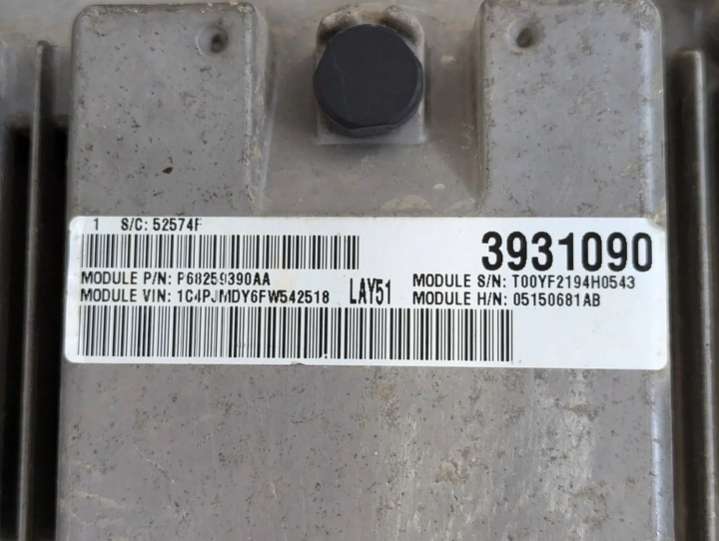 1 S/C: 52574F
3931090
MODULE P/N: P68259390AA
MODULE S/N: T00YF2194H0543
MODULE VIN: 1C4PJMDY6FW542518
LAY51
MODULE H/N: 05150681AB